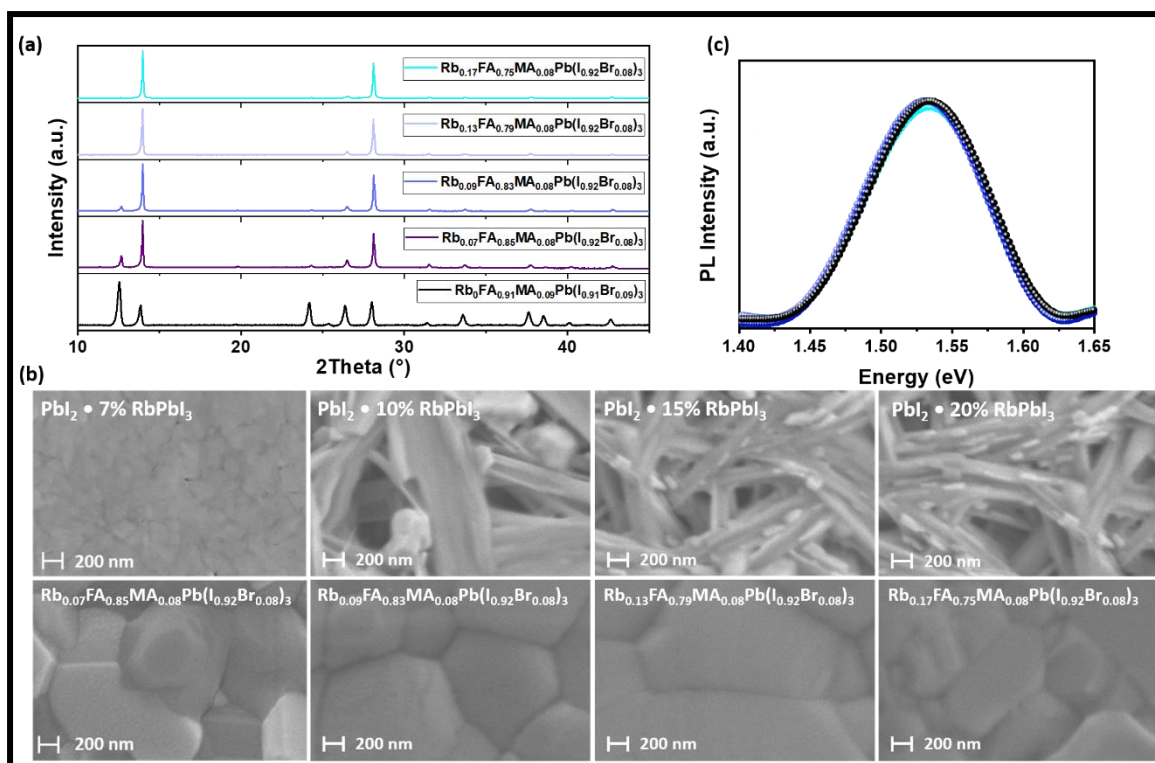 (a)
Intensity (a.u.)
Rb₀.₁₇FA₀.₇₅MA₀.₀₈Pb(I₀.₉₂Br₀.₀₈)₃
Rb₀.₁₃FA₀.₇₉MA₀.₀₈Pb(I₀.₉₂Br₀.₀₈)₃
Rb₀.₀₉FA₀.₈₃MA₀.₀₈Pb(I₀.₉₂Br₀.₀₈)₃
Rb₀.₀₇FA₀.₈₅MA₀.₀₈Pb(I₀.₉₂Br₀.₀₈)₃
Rb₀FA₀.₉₁MA₀.₀₉Pb(I₀.₉₁Br₀.₀₉)₃
10 20 30 40
2Theta (°)
(c)
PL Intensity (a.u.)
1.40 1.45 1.50 1.55 1.60 1.65
Energy (eV)
(b)
PbI₂ • 7% RbPbI₃
200 nm
PbI₂ • 10% RbPbI₃
200 nm
PbI₂ • 15% RbPbI₃
200 nm
PbI₂ • 20% RbPbI₃
200 nm
Rb₀.₀₇FA₀.₈₅MA₀.₀₈Pb(I₀.₉₂Br₀.₀₈)₃
200 nm
Rb₀.₀₉FA₀.₈₃MA₀.₀₈Pb(I₀.₉₂Br₀.₀₈)₃
200 nm
Rb₀.₁₃FA₀.₇₉MA₀.₀₈Pb(I₀.₉₂Br₀.₀₈)₃
200 nm
Rb₀.₁₇FA₀.₇₅MA₀.₀₈Pb(I₀.₉₂Br₀.₀₈)₃
200 nm